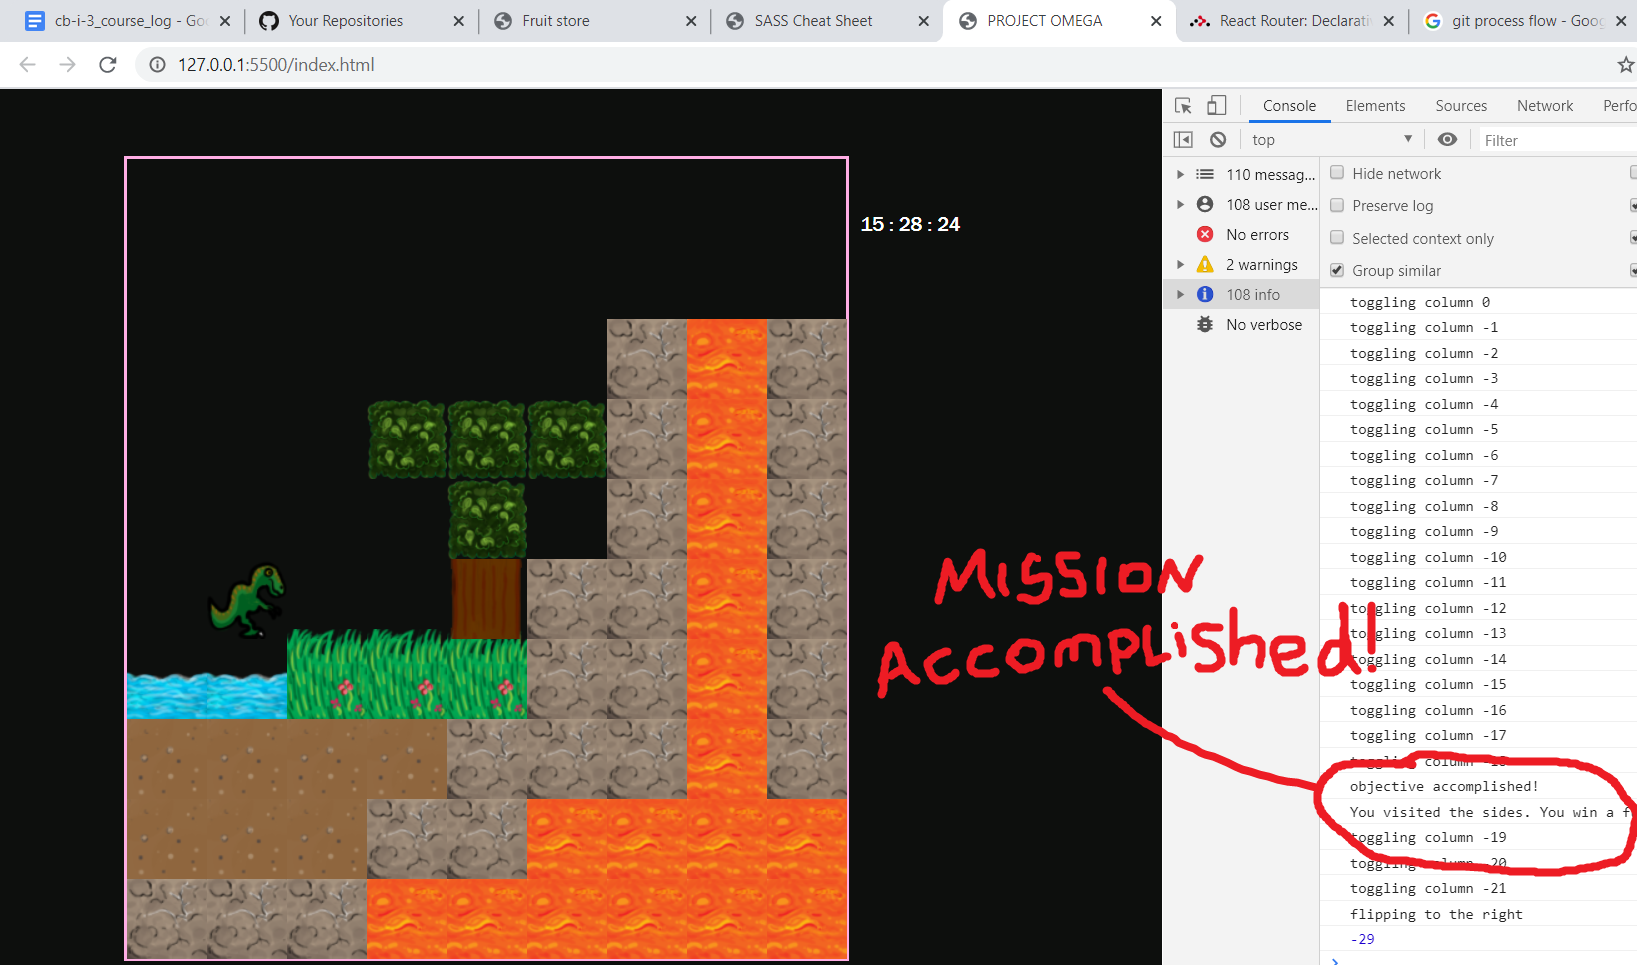 cb-i-3_course_log - Go
Your Repositories
Fruit store
SASS Cheat Sheet
PROJECT OMEGA
React Router: Declarati
git process flow - Goog
127.0.0.1:5500/index.html
Console
Elements
Sources
Network
Perfo
top
Filter
110 messag...
108 user me...
No errors
2 warnings
108 info
No verbose
Hide network
Preserve log
Selected context only
Group similar
15 : 28 : 24
toggling column 0
toggling column -1
toggling column -2
toggling column -3
toggling column -4
toggling column -5
toggling column -6
toggling column -7
toggling column -8
toggling column -9
toggling column -10
toggling column -11
toggling column -12
toggling column -13
toggling column -14
toggling column -15
toggling column -16
toggling column -17
toggling column -18
objective accomplished!
You visited the sides. You win a f
toggling column -19
toggling column -20
toggling column -21
flipping to the right
-29
MISSION
ACCOMPLISHED!